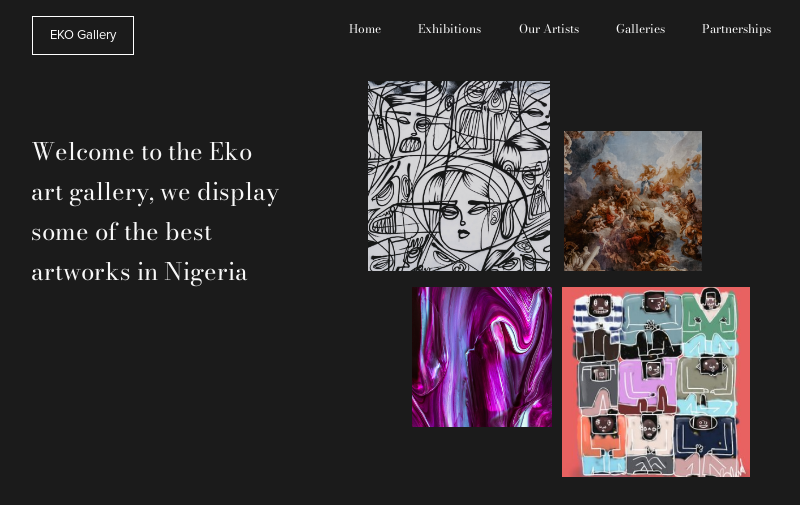 EKO Gallery
Home
Exhibitions
Our Artists
Galleries
Partnerships
Welcome to the Eko
art gallery, we display
some of the best
artworks in Nigeria